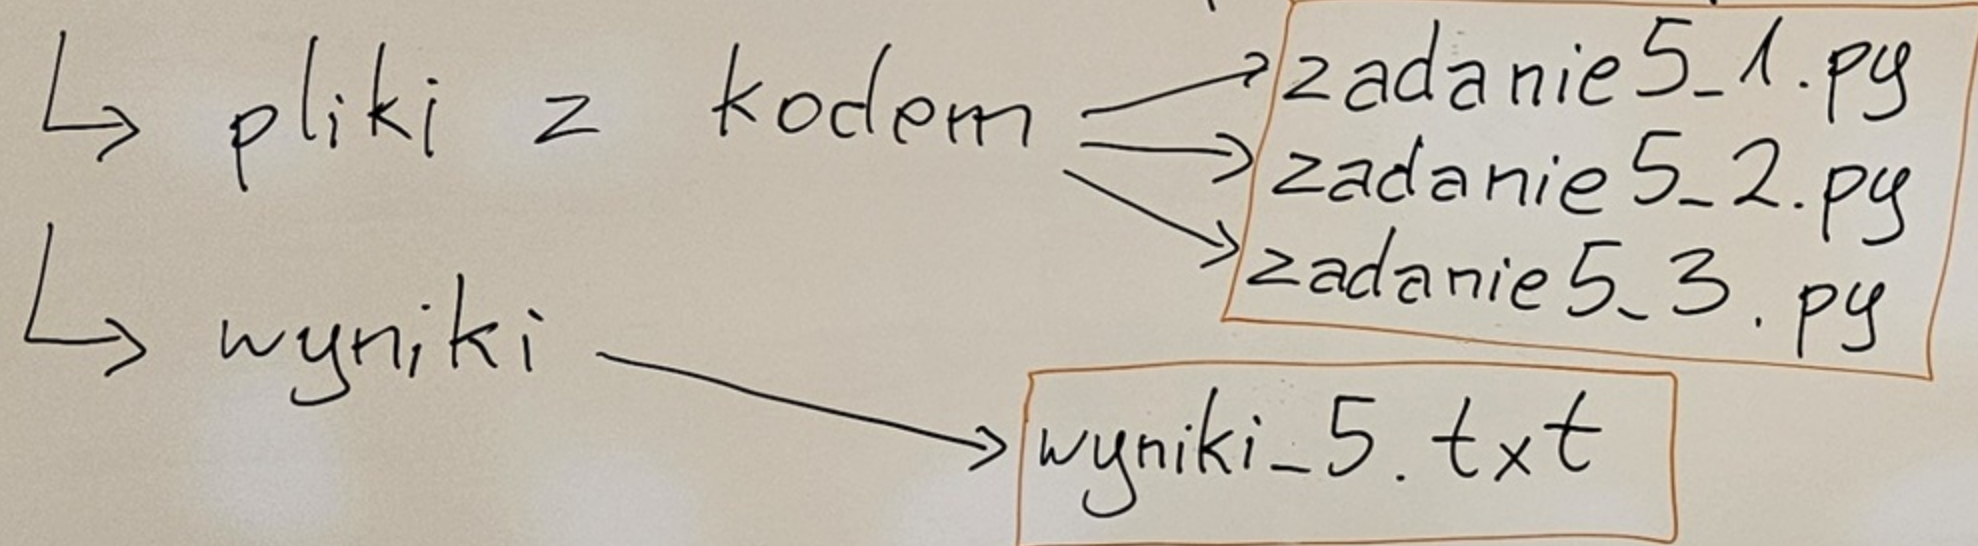 zadanie5_1.py
↳ pliki z kodem → zadanie5_2.py
zadanie5_3.py
↳ wyniki → wyniki_5.txt